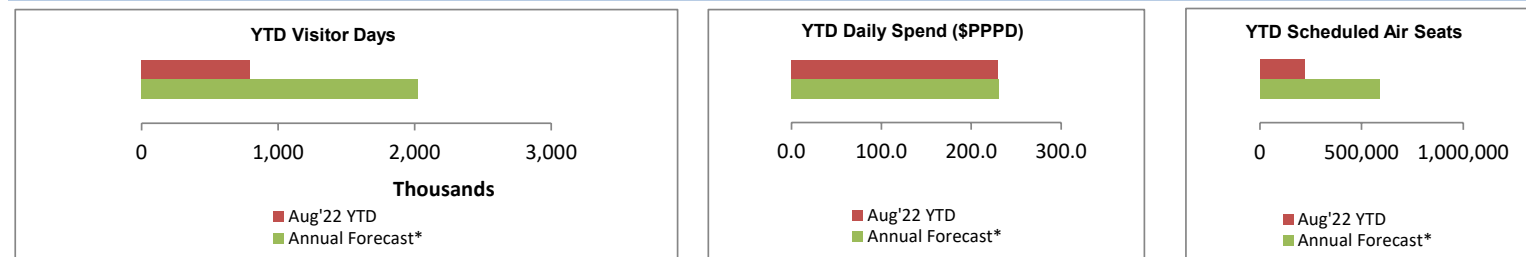 YTD Visitor Days
0 1,000 2,000 3,000
Thousands
Aug'22 YTD
Annual Forecast*
YTD Daily Spend ($PPPD)
0.0 100.0 200.0 300.0
Aug'22 YTD
Annual Forecast*
YTD Scheduled Air Seats
0 500,000 1,000,000
Aug'22 YTD
Annual Forecast*